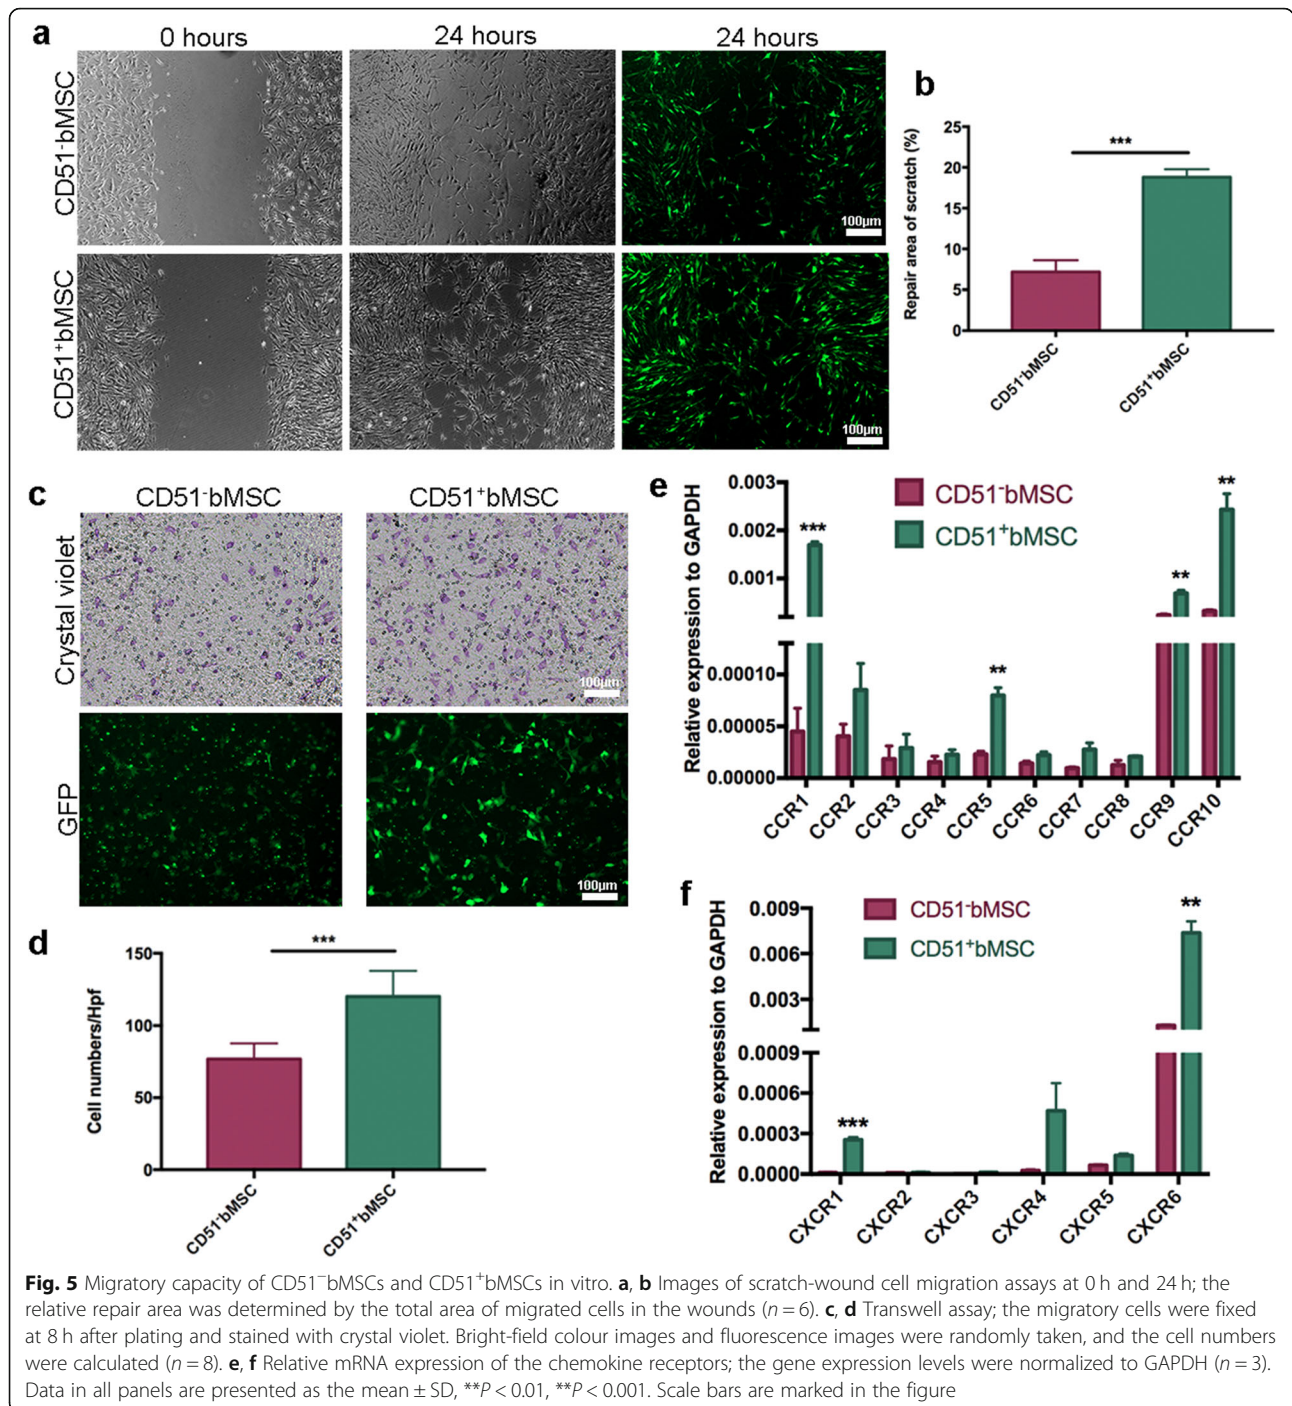 a
0 hours
24 hours
24 hours
CD51⁻bMSC
100μm
CD51⁺bMSC
100μm
b
Repair area of scratch (%)
25
20
15
10
5
0
***
CD51⁻bMSC
CD51⁺bMSC
c
CD51⁻bMSC
CD51⁺bMSC
Crystal violet
100μm
GFP
100μm
d
Cell numbers/Hpf
150
100
50
0
***
CD51⁻bMSC
CD51⁺bMSC
e
Relative expression to GAPDH
CD51⁻bMSC
CD51⁺bMSC
0.003
0.002
0.001
0.00010
0.00005
0.00000
***
**
**
**
CCR1
CCR2
CCR3
CCR4
CCR5
CCR6
CCR7
CCR8
CCR9
CCR10
f
Relative expression to GAPDH
CD51⁻bMSC
CD51⁺bMSC
0.009
0.006
0.003
0.0009
0.0006
0.0003
0.0000
***
**
CXCR1
CXCR2
CXCR3
CXCR4
CXCR5
CXCR6
Fig. 5 Migratory capacity of CD51⁻bMSCs and CD51⁺bMSCs in vitro. a, b Images of scratch-wound cell migration assays at 0 h and 24 h; the
relative repair area was determined by the total area of migrated cells in the wounds (n = 6). c, d Transwell assay; the migratory cells were fixed
at 8 h after plating and stained with crystal violet. Bright-field colour images and fluorescence images were randomly taken, and the cell numbers
were calculated (n = 8). e, f Relative mRNA expression of the chemokine receptors; the gene expression levels were normalized to GAPDH (n = 3).
Data in all panels are presented as the mean ± SD, **P < 0.01, **P < 0.001. Scale bars are marked in the figure